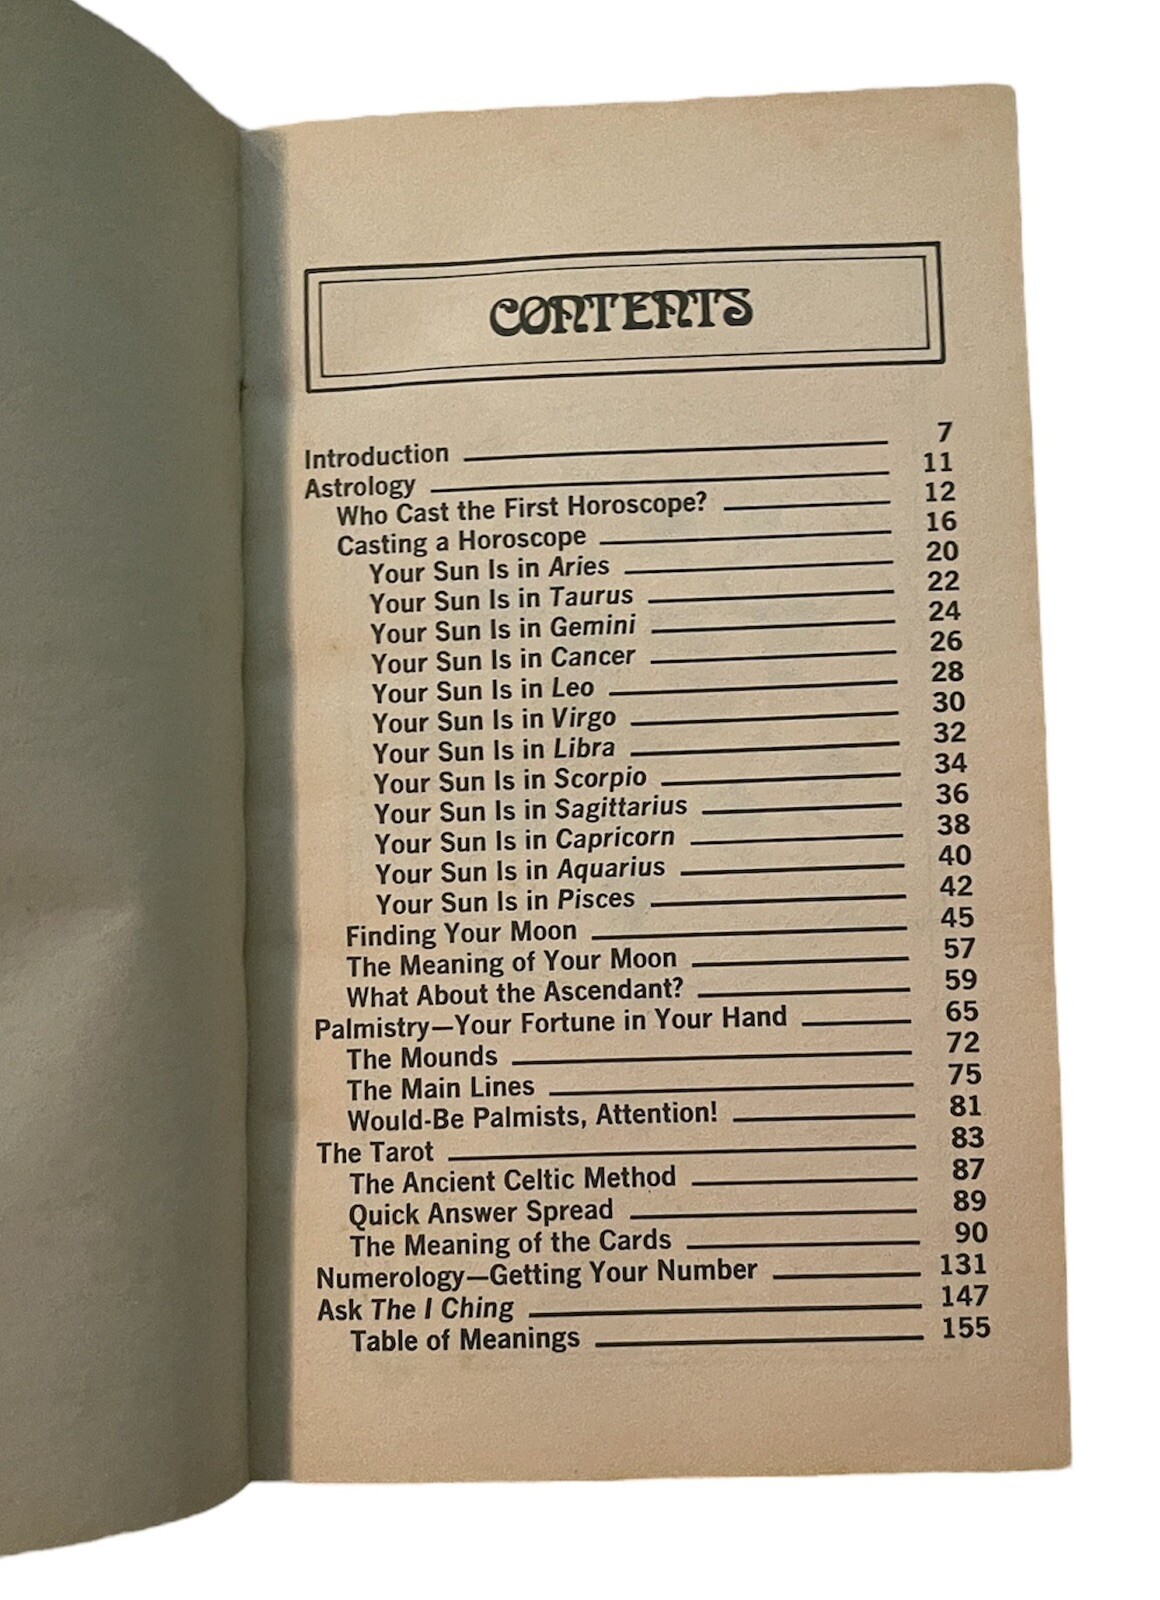 CONTENTS
Introduction 7
Astrology 11
Who Cast the First Horoscope? 12
Casting a Horoscope 16
Your Sun Is in Aries 20
Your Sun Is in Taurus 22
Your Sun Is in Gemini 24
Your Sun Is in Cancer 26
Your Sun Is in Leo 28
Your Sun Is in Virgo 30
Your Sun Is in Libra 32
Your Sun Is in Scorpio 34
Your Sun Is in Sagittarius 36
Your Sun Is in Capricorn 38
Your Sun Is in Aquarius 40
Your Sun Is in Pisces 42
Finding Your Moon 45
The Meaning of Your Moon 57
What About the Ascendant? 59
Palmistry—Your Fortune in Your Hand 65
The Mounds 72
The Main Lines 75
Would-Be Palmists, Attention! 81
The Tarot 83
The Ancient Celtic Method 87
Quick Answer Spread 89
The Meaning of the Cards 90
Numerology—Getting Your Number 131
Ask The I Ching 147
Table of Meanings 155